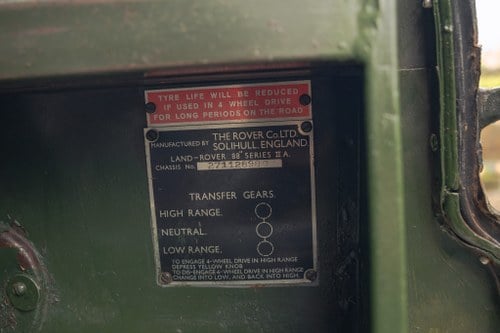 TYRE LIFE WILL BE REDUCED
IF USED IN 4 WHEEL DRIVE
FOR LONG PERIODS ON THE ROAD
MANUFACTURED BY THE ROVER Co. LTD.
SOLIHULL, ENGLAND
LAND-ROVER 88" SERIES II A.
CHASSIS No.
TRANSFER GEARS.
HIGH RANGE.
NEUTRAL.
LOW RANGE.
TO ENGAGE 4-WHEEL DRIVE IN HIGH RANGE
DEPRESS YELLOW KNOB
TO DIS-ENGAGE 4-WHEEL DRIVE IN HIGH RANGE
CHANGE INTO LOW, AND BACK INTO HIGH.